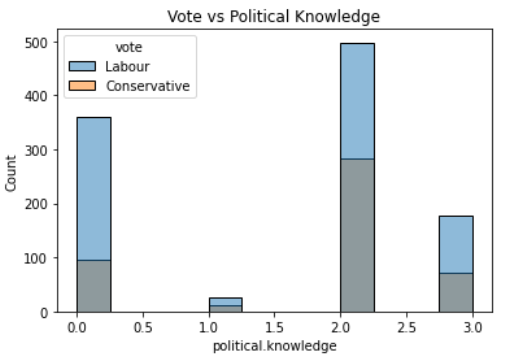 Vote vs Political Knowledge
vote
Labour
Conservative
500
400
300
200
100
0
Count
0.0 0.5 1.0 1.5 2.0 2.5 3.0
political.knowledge